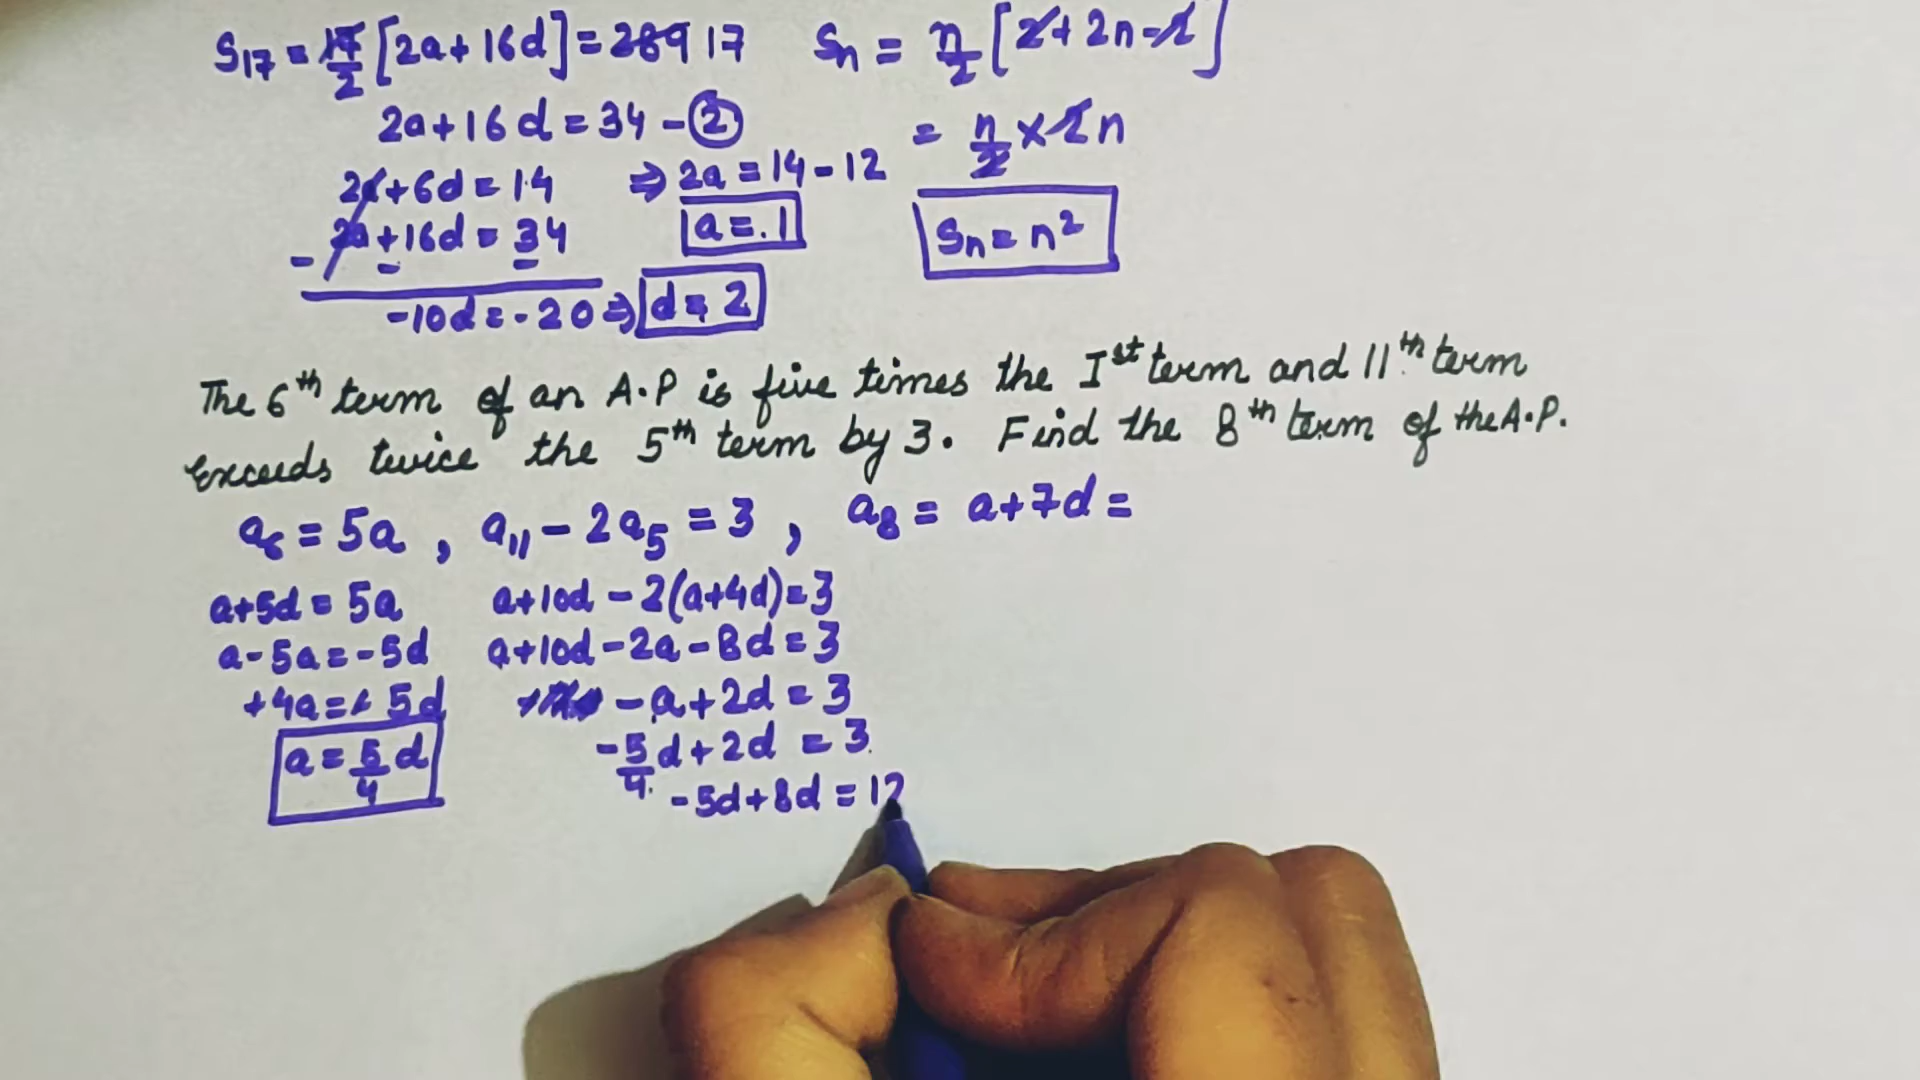 S17 = 17/2 [2a+16d] = 289 17
2a+16d = 34 - ②
2a+6d = 14
2a+16d = 34
- - -
-10d = -20 ⇒ d = 2
⇒ 2a = 14 - 12
a = 1
Sn = n/2 [2+2n-2]
= n/2 × 2n
Sn = n²
The 6th term of an A.P is five times the Ist term and 11th term
exceeds twice the 5th term by 3. Find the 8th term of the A.P.
a6 = 5a , a11 - 2a5 = 3 , a8 = a+7d =
a+5d = 5a
a-5a = -5d
+4a = + 5d
a = 5/4 d
a+10d - 2(a+4d) = 3
a+10d - 2a - 8d = 3
- a + 2d = 3
-5/4 d + 2d = 3
-5d + 8d = 12